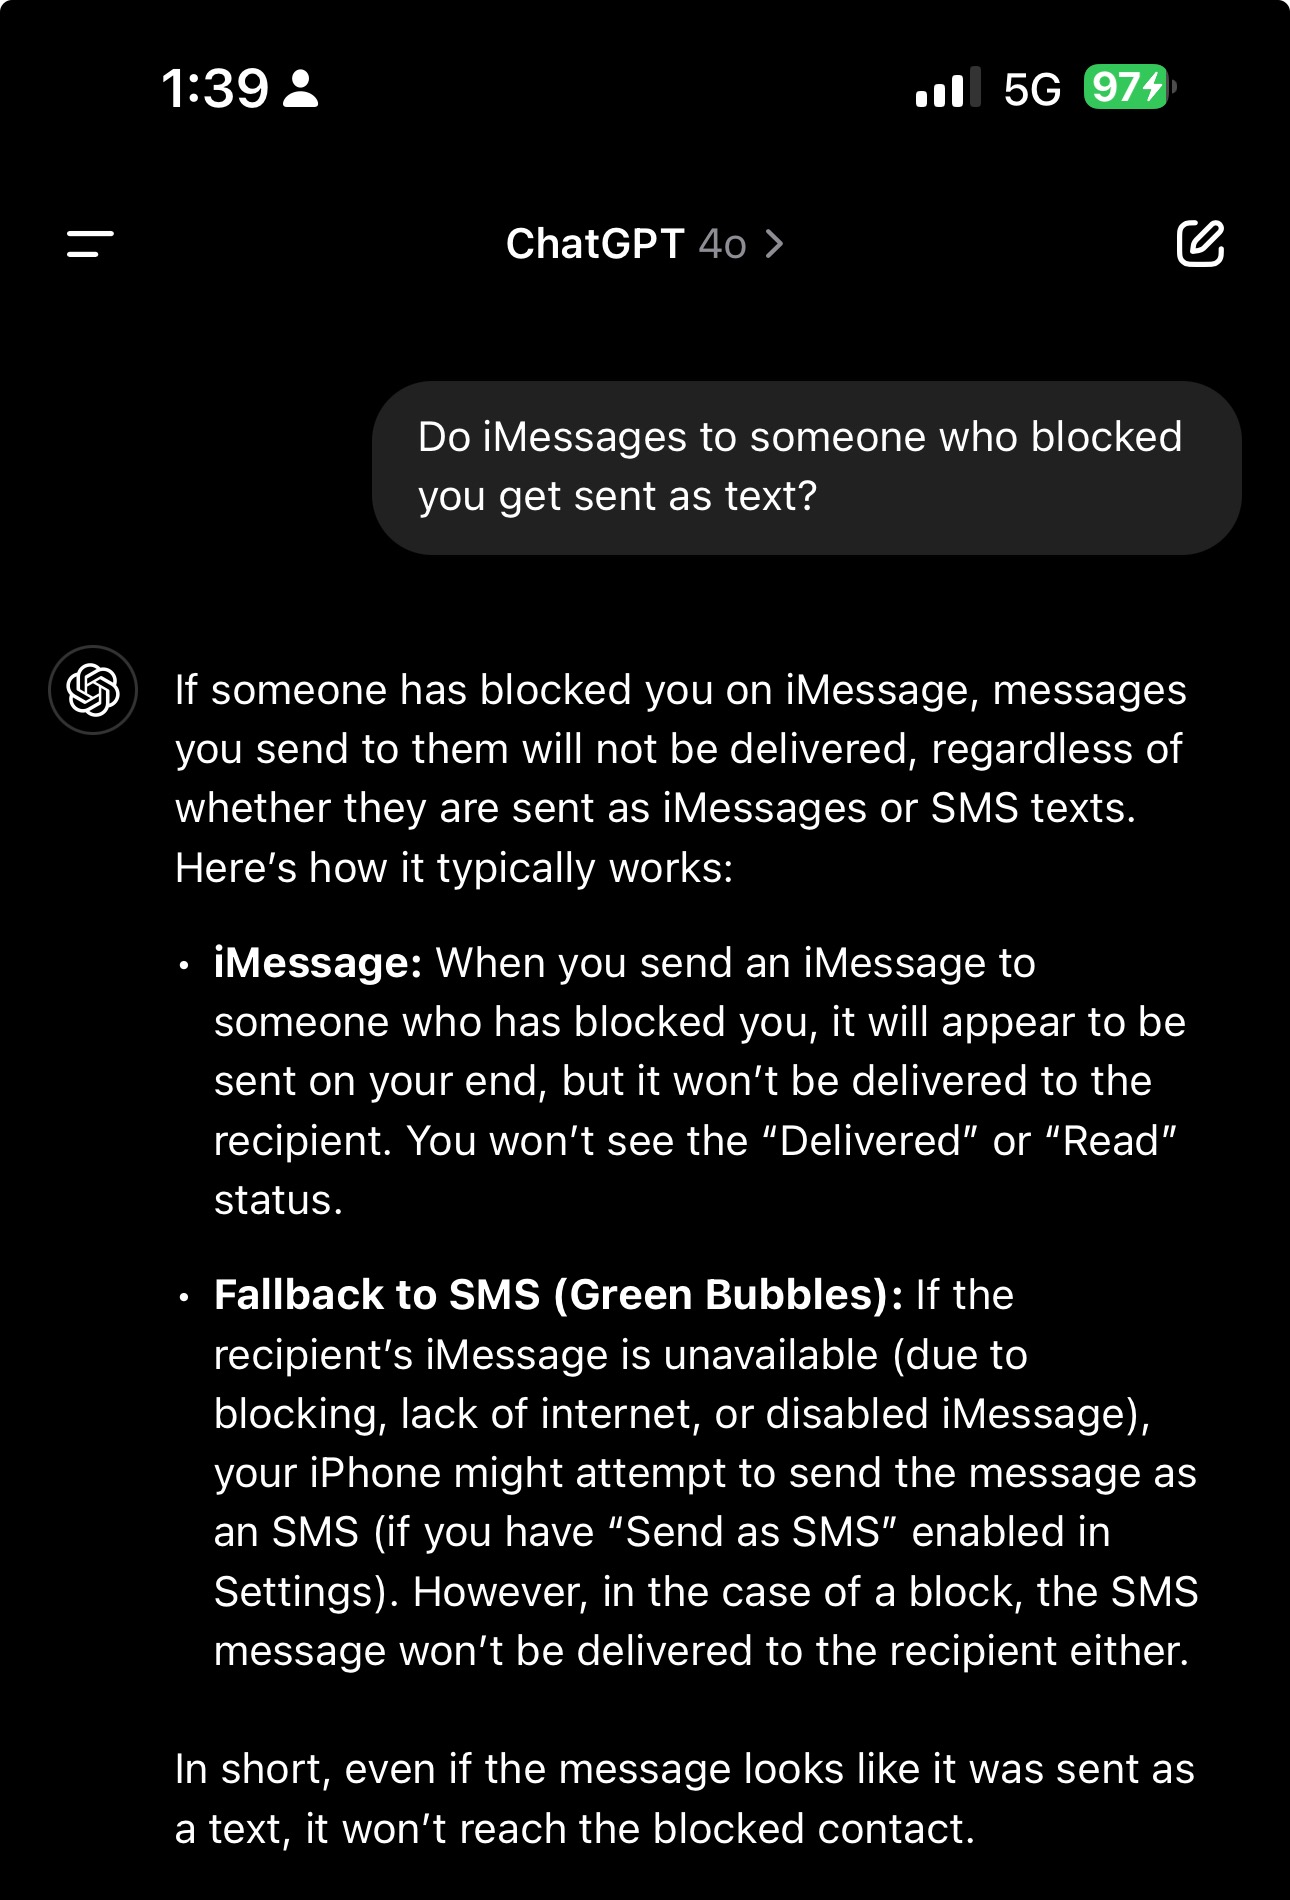 1:39
5G
97
ChatGPT 4o
Do iMessages to someone who blocked
you get sent as text?
If someone has blocked you on iMessage, messages
you send to them will not be delivered, regardless of
whether they are sent as iMessages or SMS texts.
Here’s how it typically works:
• iMessage: When you send an iMessage to
someone who has blocked you, it will appear to be
sent on your end, but it won’t be delivered to the
recipient. You won’t see the “Delivered” or “Read”
status.
• Fallback to SMS (Green Bubbles): If the
recipient’s iMessage is unavailable (due to
blocking, lack of internet, or disabled iMessage),
your iPhone might attempt to send the message as
an SMS (if you have “Send as SMS” enabled in
Settings). However, in the case of a block, the SMS
message won’t be delivered to the recipient either.
In short, even if the message looks like it was sent as
a text, it won’t reach the blocked contact.